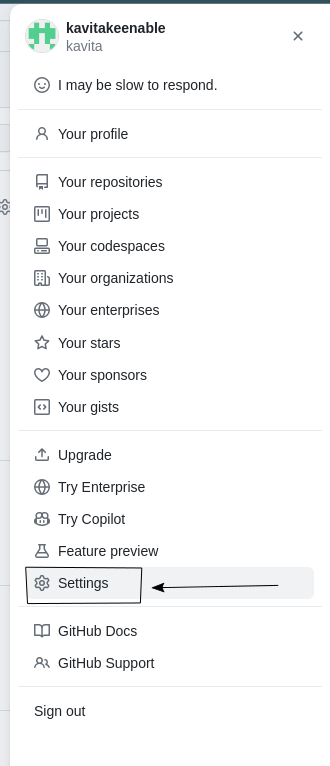 kavitakeenable
kavita
I may be slow to respond.
Your profile
Your repositories
Your projects
Your codespaces
Your organizations
Your enterprises
Your stars
Your sponsors
Your gists
Upgrade
Try Enterprise
Try Copilot
Feature preview
Settings
GitHub Docs
GitHub Support
Sign out